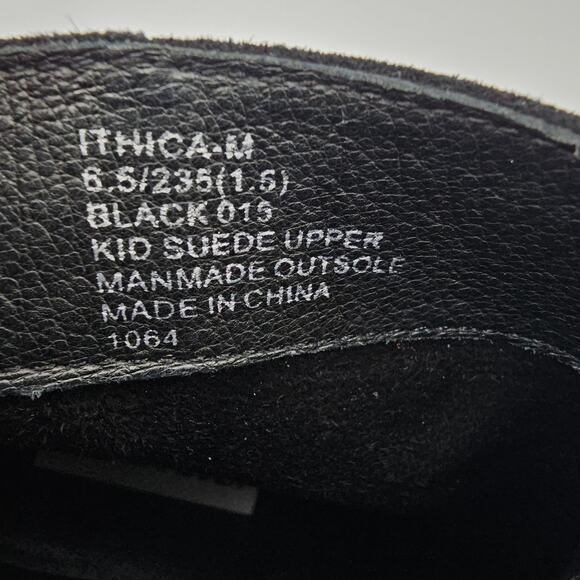 ITHICA-M
6.5/235(1.5)
BLACK 015
KID SUEDE UPPER
MANMADE OUTSOLE
MADE IN CHINA
1064